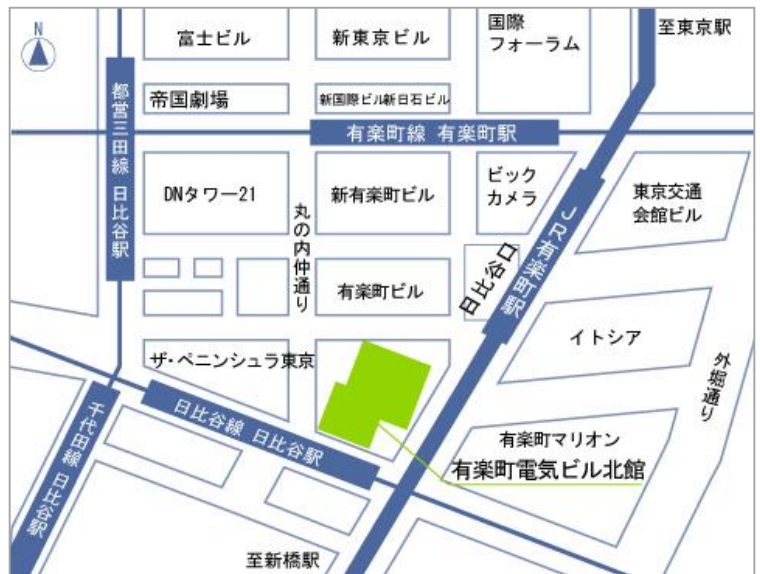 N
富士ビル
新東京ビル
国際
フォーラム
至東京駅
都営三田線 日比谷駅
帝国劇場
新国際ビル新日石ビル
有楽町線 有楽町駅
DNタワー21
丸の内仲通り
新有楽町ビル
ビック
カメラ
東京交通
会館ビル
JR有楽町駅
日比谷口
有楽町ビル
イトシア
外堀通り
ザ・ペニンシュラ東京
日比谷線 日比谷駅
千代田線 日比谷駅
有楽町マリオン
有楽町電気ビル北館
至新橋駅